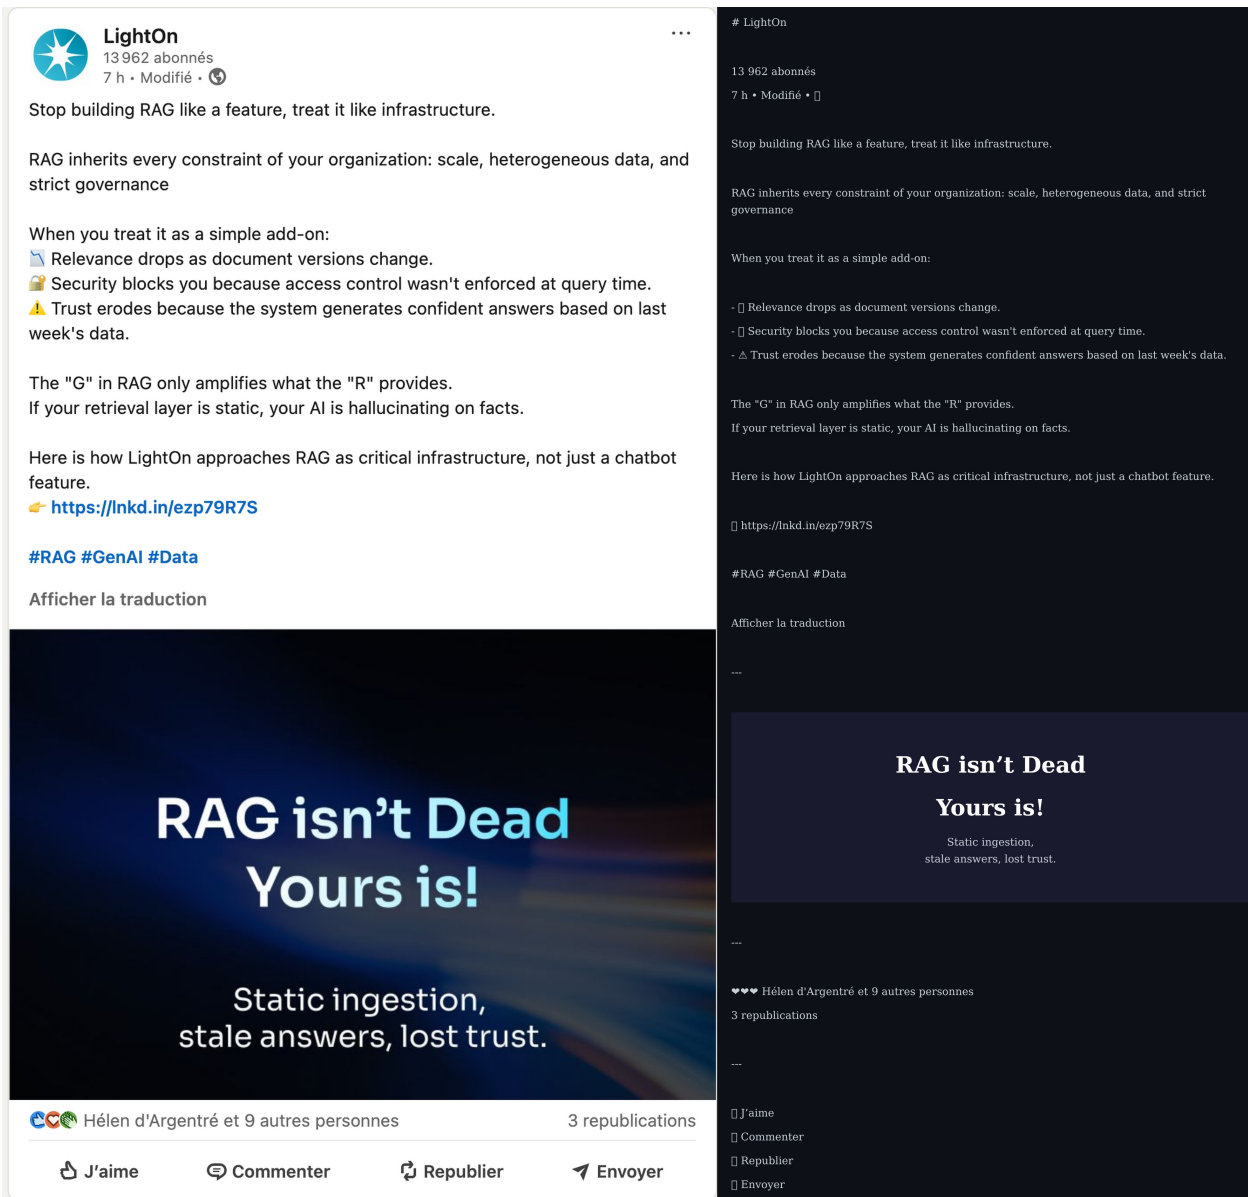 LightOn
13 962 abonnés
7 h • Modifié •
Stop building RAG like a feature, treat it like infrastructure.
RAG inherits every constraint of your organization: scale, heterogeneous data, and
strict governance
When you treat it as a simple add-on:
📉 Relevance drops as document versions change.
🔐 Security blocks you because access control wasn't enforced at query time.
⚠️ Trust erodes because the system generates confident answers based on last
week's data.
The "G" in RAG only amplifies what the "R" provides.
If your retrieval layer is static, your AI is hallucinating on facts.
Here is how LightOn approaches RAG as critical infrastructure, not just a chatbot
feature.
👉 https://lnkd.in/ezp79R7S
#RAG #GenAI #Data
Afficher la traduction
RAG isn’t Dead
Yours is!
Static ingestion,
stale answers, lost trust.
Hélen d'Argentré et 9 autres personnes
3 republications
J’aime
Commenter
Republier
Envoyer
# LightOn
13 962 abonnés
7 h • Modifié • 
Stop building RAG like a feature, treat it like infrastructure.
RAG inherits every constraint of your organization: scale, heterogeneous data, and strict
governance
When you treat it as a simple add-on:
- Relevance drops as document versions change.
- Security blocks you because access control wasn't enforced at query time.
- ⚠ Trust erodes because the system generates confident answers based on last week's data.
The "G" in RAG only amplifies what the "R" provides.
If your retrieval layer is static, your AI is hallucinating on facts.
Here is how LightOn approaches RAG as critical infrastructure, not just a chatbot feature.
https://lnkd.in/ezp79R7S
#RAG #GenAI #Data
Afficher la traduction
---
RAG isn’t Dead
Yours is!
Static ingestion,
stale answers, lost trust.
---
❤❤❤ Hélen d'Argentré et 9 autres personnes
3 republications
---
J’aime
Commenter
Republier
Envoyer